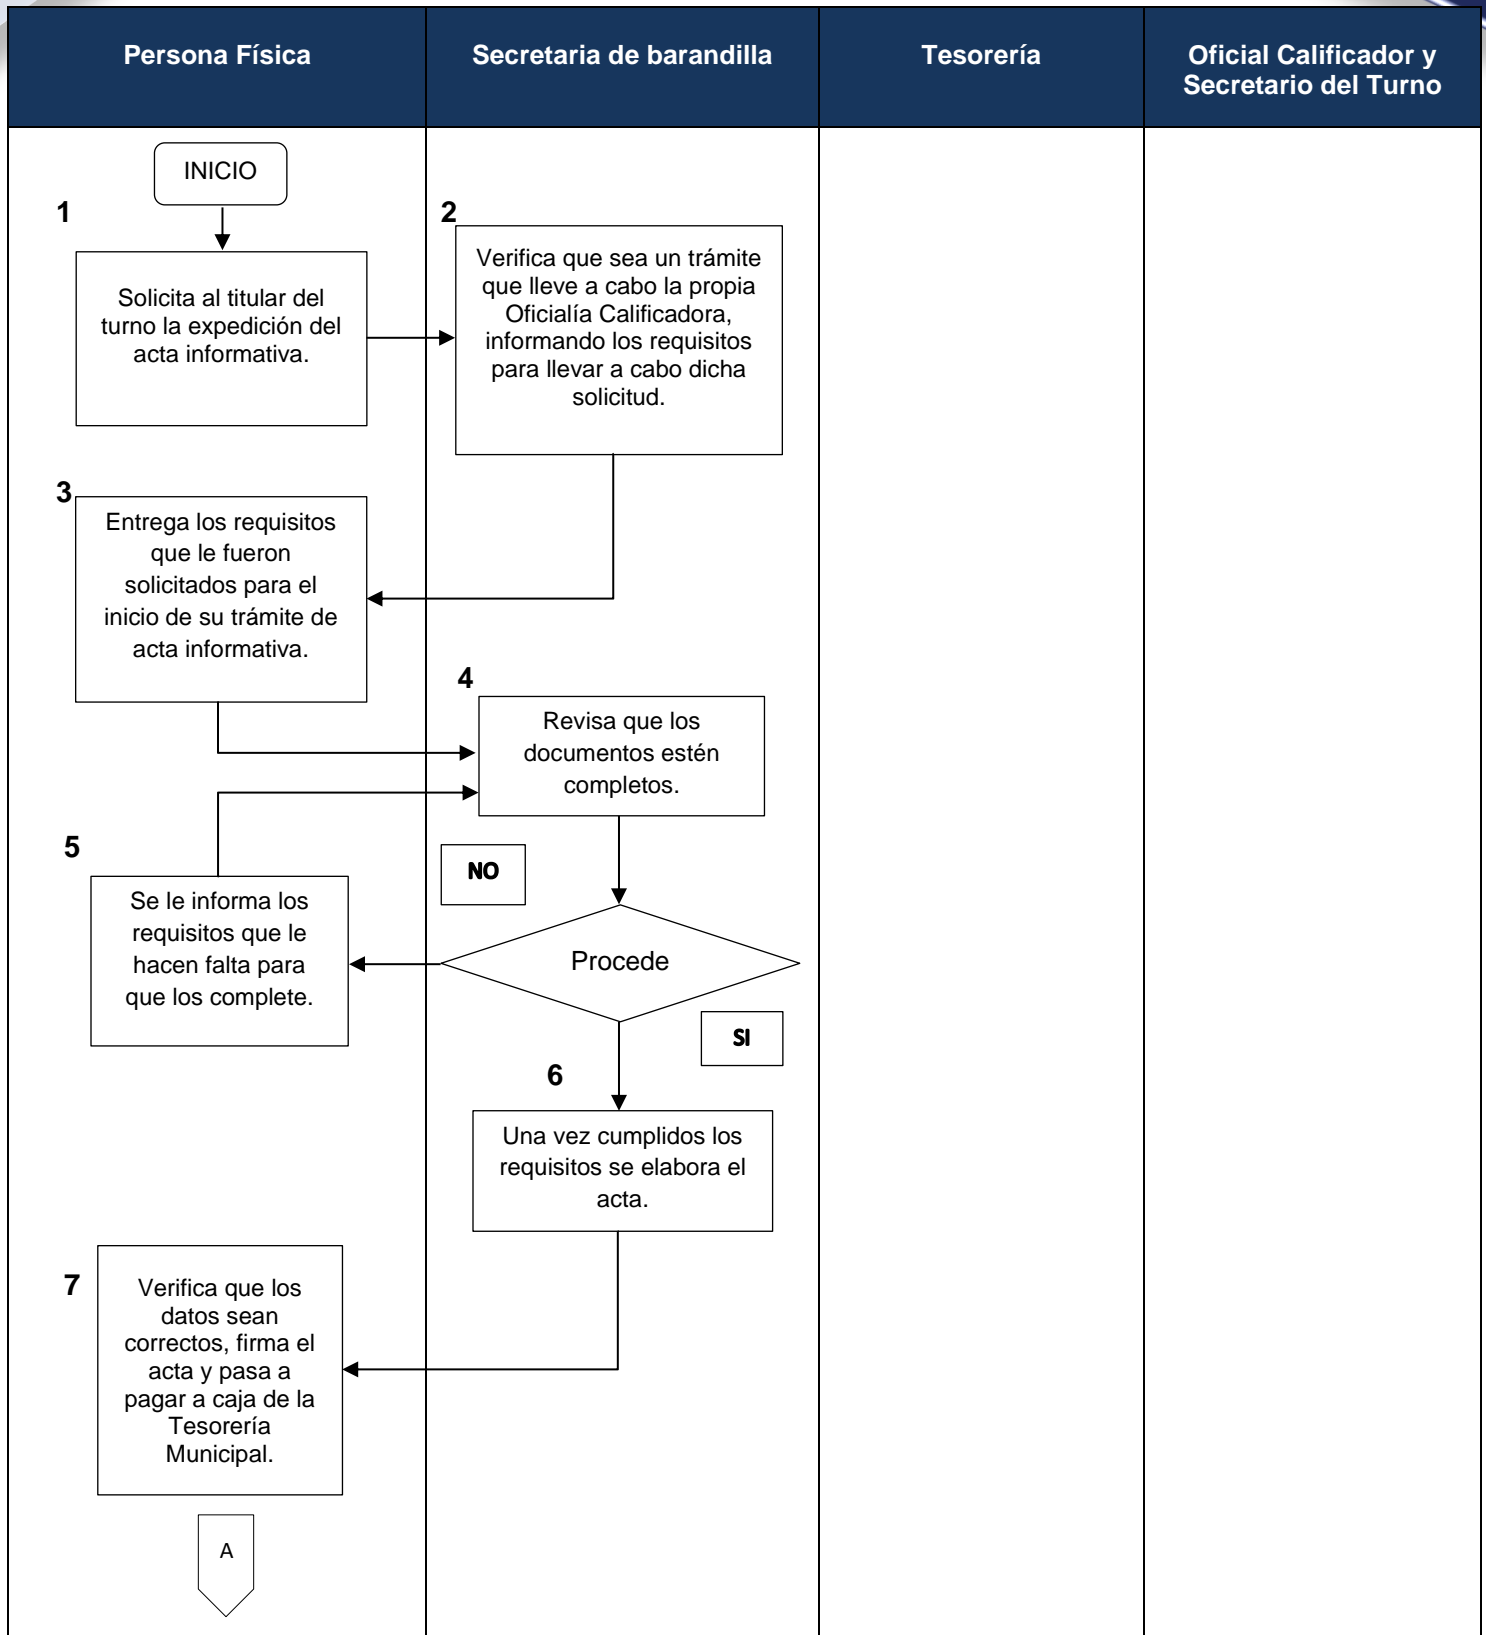 Persona Física
Secretaria de barandilla
Tesorería
Oficial Calificador y
Secretario del Turno
INICIO
1
Solicita al titular del
turno la expedición del
acta informativa.
2
Verifica que sea un trámite
que lleve a cabo la propia
Oficialía Calificadora,
informando los requisitos
para llevar a cabo dicha
solicitud.
3
Entrega los requisitos
que le fueron
solicitados para el
inicio de su trámite de
acta informativa.
4
Revisa que los
documentos estén
completos.
5
Se le informa los
requisitos que le
hacen falta para
que los complete.
NO
Procede
SI
6
Una vez cumplidos los
requisitos se elabora el
acta.
7
Verifica que los
datos sean
correctos, firma el
acta y pasa a
pagar a caja de la
Tesorería
Municipal.
A